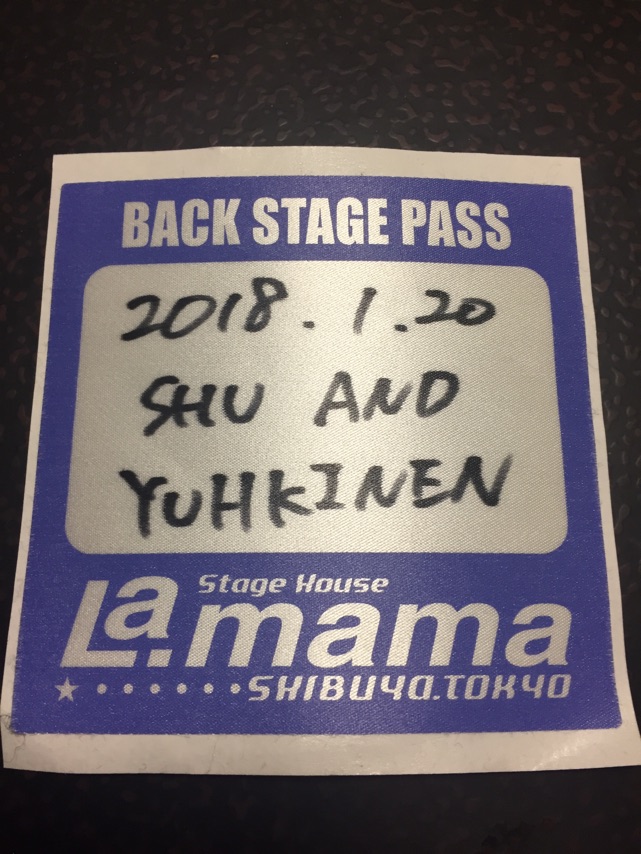 BACK STAGE PASS
2018.1.20
SHU AND
YUHKINEN
Stage House
La.mama
SHIBUYA.TOKYO